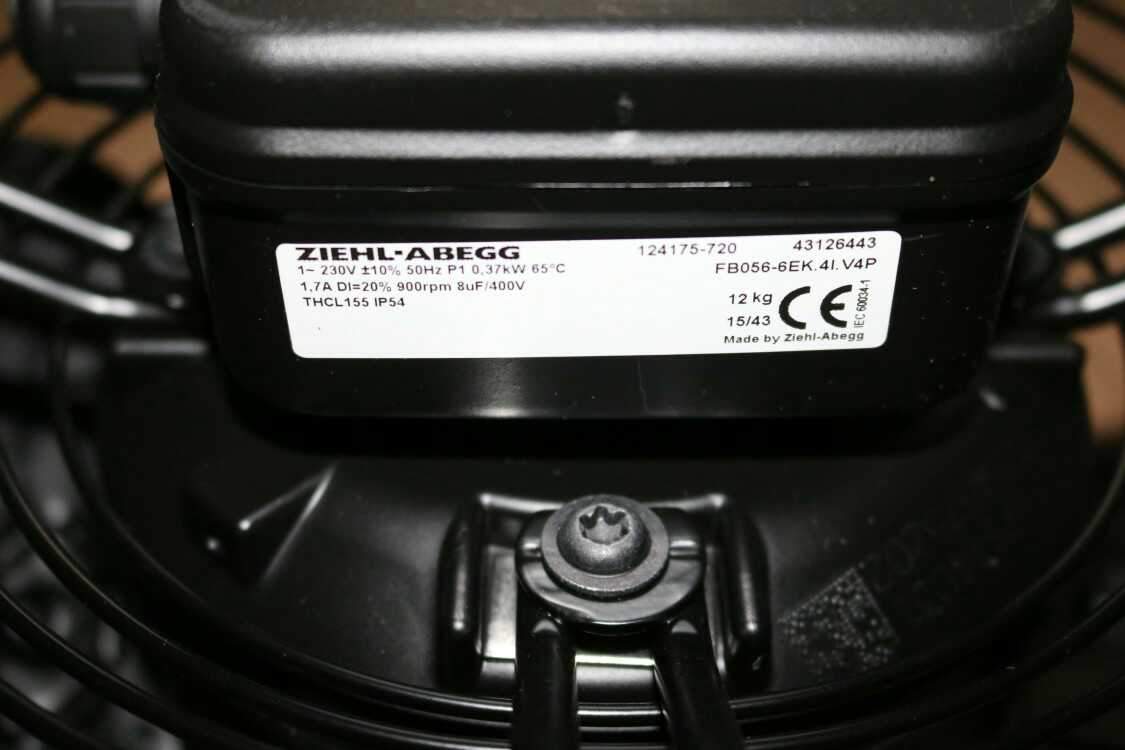 ZIEHL-ABEGG 124175-720 43126443
1~ 230V ±10% 50Hz P1 0,37kW 65°C FB056-6EK.4I.V4P
1,7A DI=20% 900rpm 8uF/400V
THCL155 IP54 12 kg CE IEC 60034-1
15/43
Made by Ziehl-Abegg